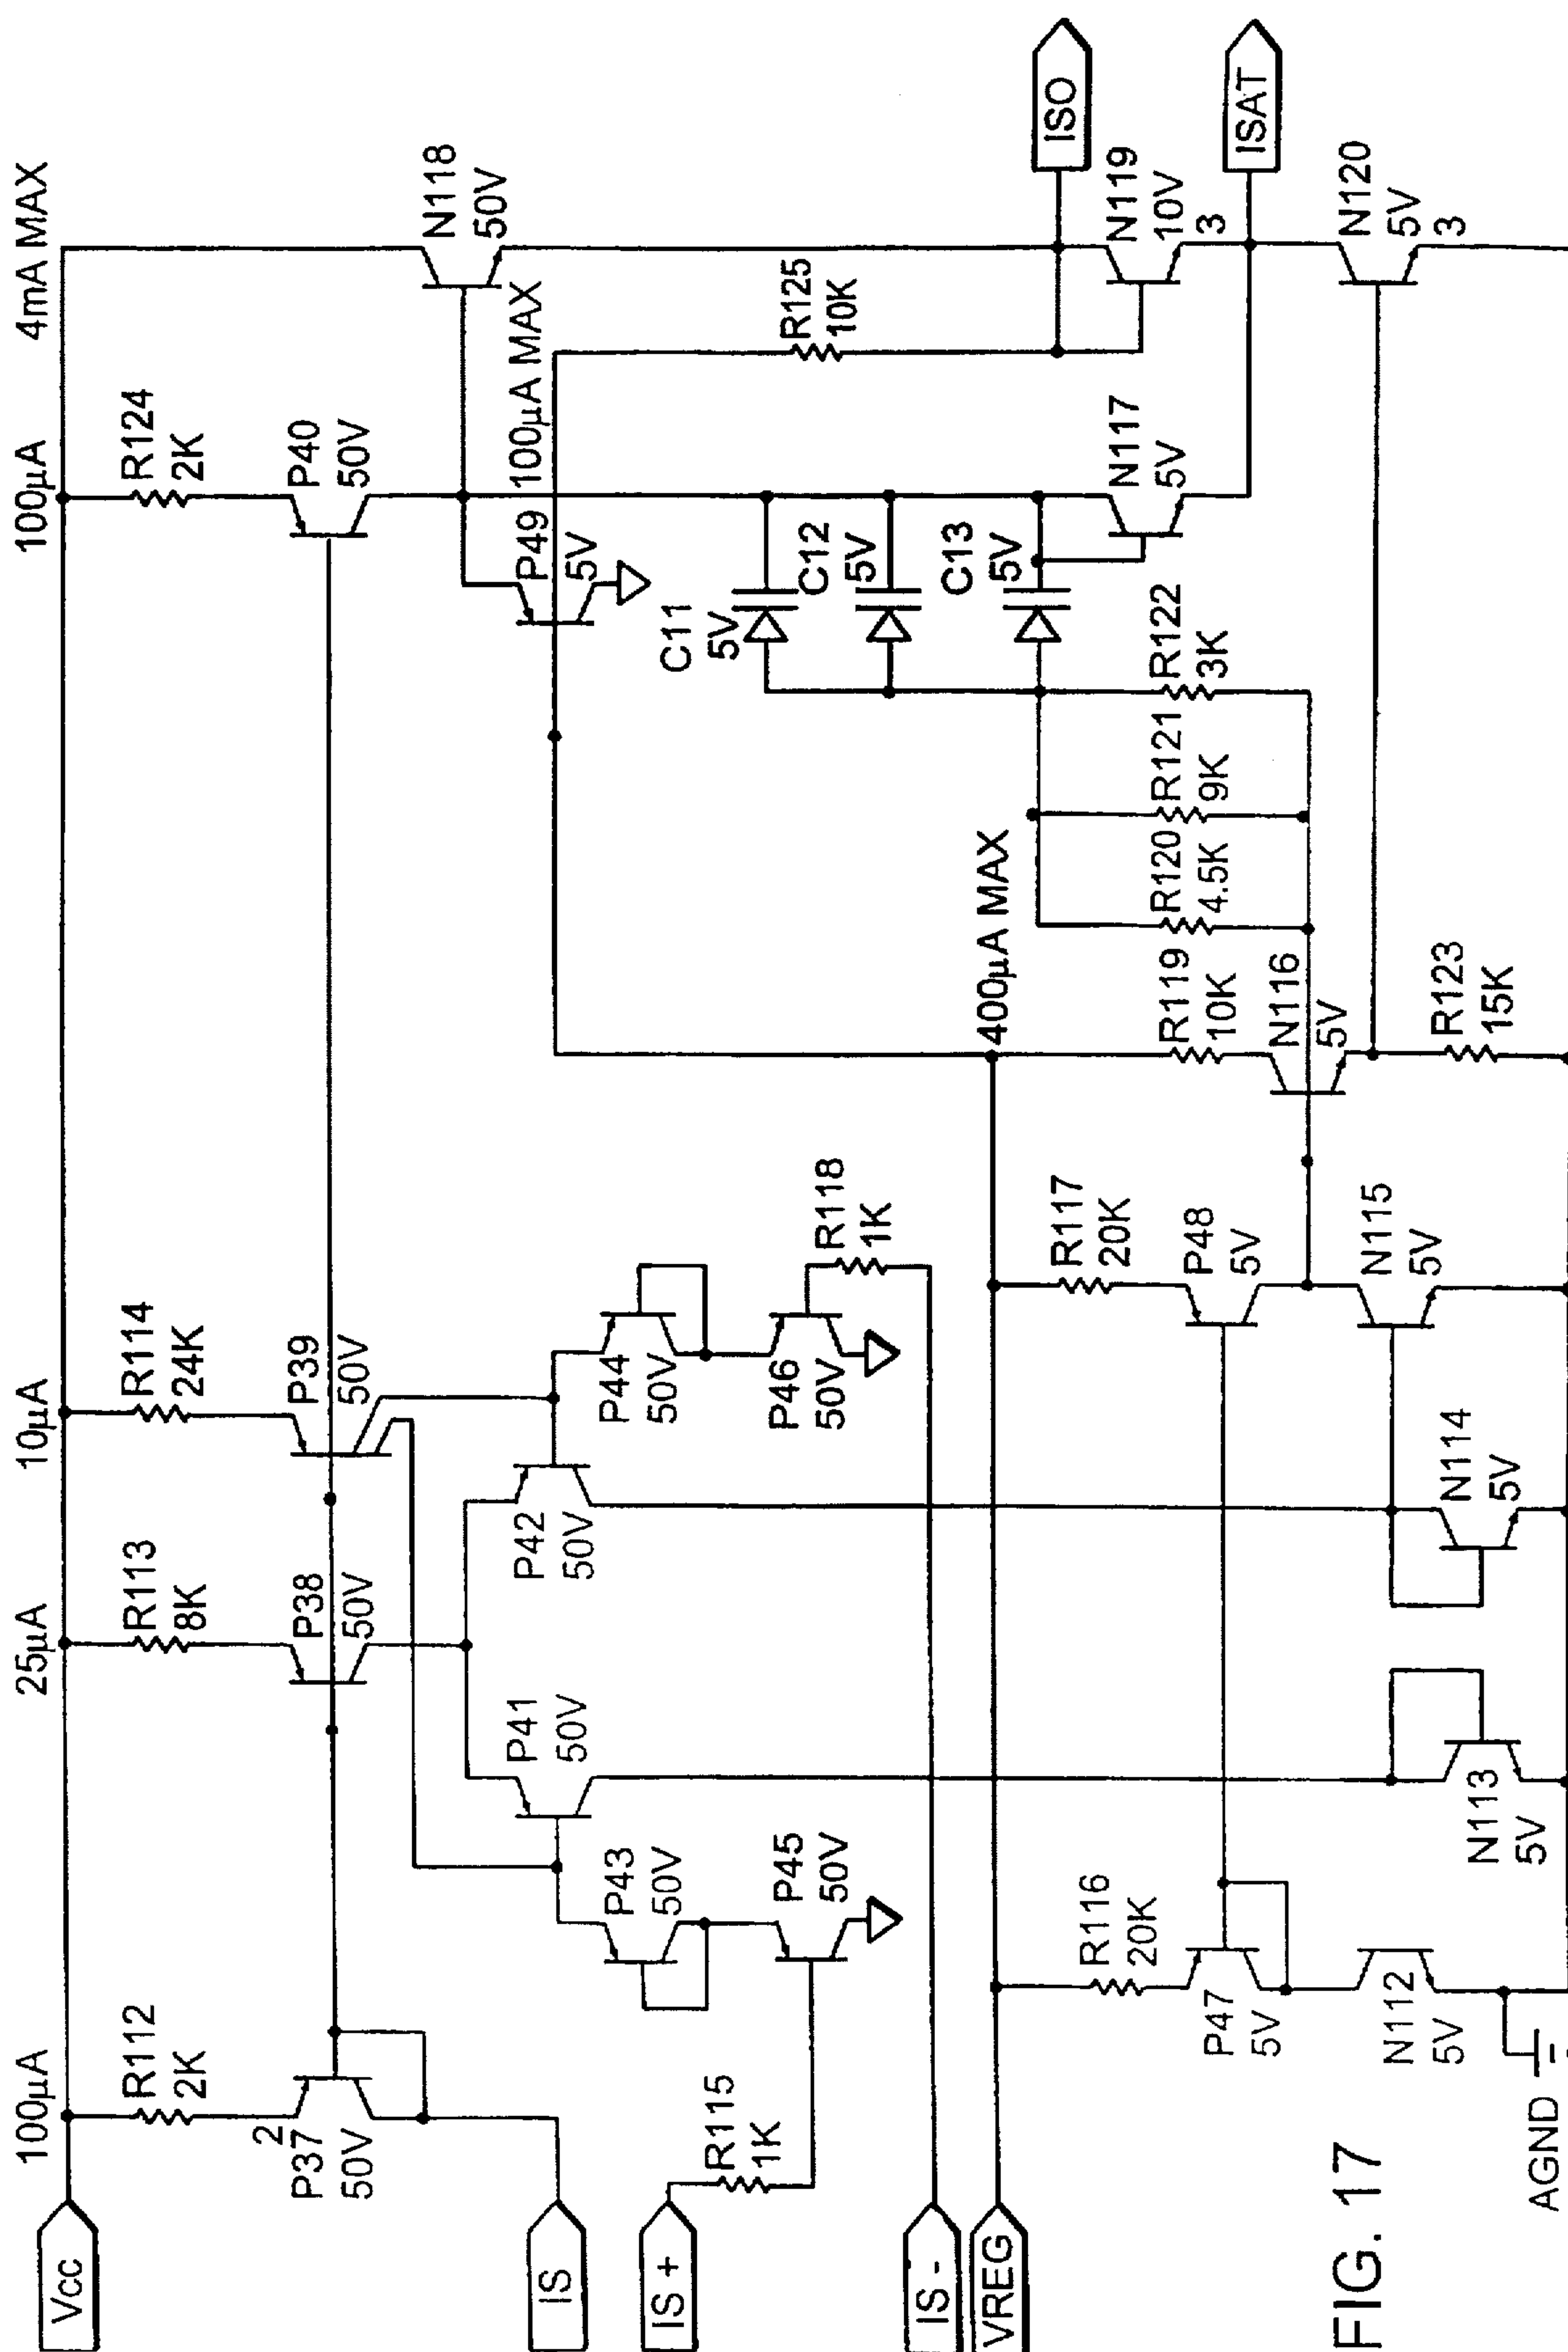 100µA
25µA
10µA
100µA
4mA MAX
Vcc
R112
2K
R113
8K
R114
24K
R124
2K
2
P37
50V
P38
50V
P39
50V
P40
50V
N118
50V
IS
P41
50V
P42
50V
P49
5V
100µA MAX
IS +
R115
1K
P43
50V
P44
50V
C11
5V
R125
10K
P45
50V
P46
50V
R118
1K
C12
5V
IS -
VREG
400µA MAX
C13
5V
ISO
R116
20K
R117
20K
R119
10K
R120
4.5K
R121
9K
R122
3K
N117
5V
N119
10V
3
P47
5V
P48
5V
N116
5V
ISAT
N112
5V
N113
5V
N114
5V
N115
5V
R123
15K
N120
5V
3
AGND
FIG. 17